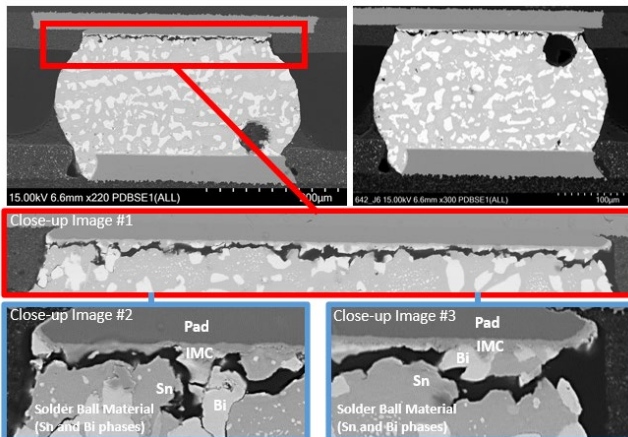 15.00kV 6.6mm x220 PDBSE1(ALL)
200µm
642_J6 15.00kV 6.6mm x300 PDBSE1(ALL)
100µm
Close-up Image #1
Close-up Image #2
Pad
IMC
Sn
Bi
Solder Ball Material
(Sn and Bi phases)
Close-up Image #3
Pad
IMC
Bi
Sn
Solder Ball Material
(Sn and Bi phases)